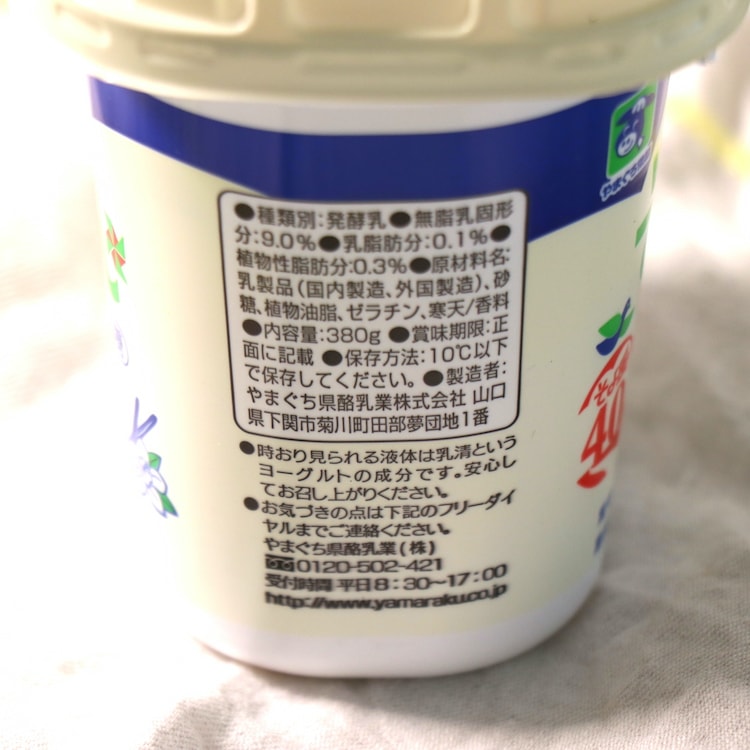 ●種類別:発酵乳●無脂乳固形
分:9.0%●乳脂肪分:0.1%●
植物性脂肪分:0.3%●原材料名:
乳製品(国内製造、外国製造)、砂
糖、植物油脂、ゼラチン、寒天/香料
●内容量:380g ●賞味期限:正
面に記載 ●保存方法:10℃以下
で保存してください。●製造者:
やまぐち県酪乳業株式会社 山口
県下関市菊川町田部夢団地1番
●時おり見られる液体は乳清という
ヨーグルトの成分です。安心し
てお召し上がりください。
●お気づきの点は下記のフリーダイ
ヤルまでご連絡ください。
やまぐち県酪乳業(株)
0120-502-421
受付時間 平日8:30~17:00
http://www.yamaraku.co.jp
40